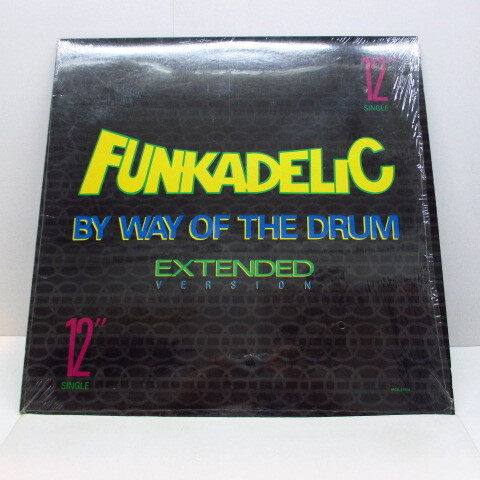 12"
SINGLE
FUNKADELIC
BY WAY OF THE DRUM
EXTENDED
VERSION
12"
SINGLE